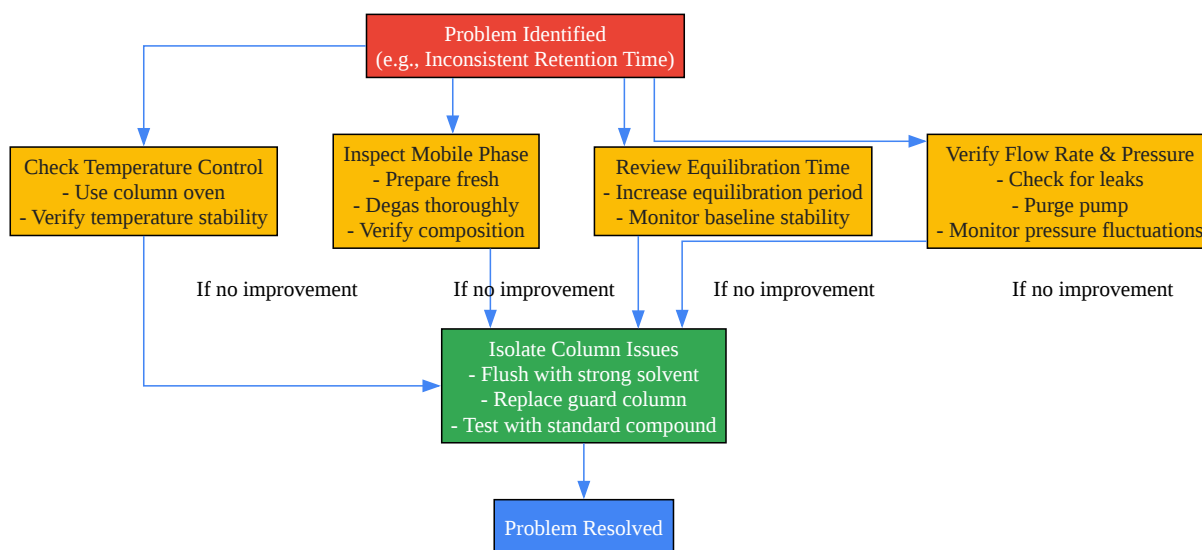 Problem Identified
(e.g., Inconsistent Retention Time)
Check Temperature Control
- Use column oven
- Verify temperature stability
Inspect Mobile Phase
- Prepare fresh
- Degas thoroughly
- Verify composition
Review Equilibration Time
- Increase equilibration period
- Monitor baseline stability
Verify Flow Rate & Pressure
- Check for leaks
- Purge pump
- Monitor pressure fluctuations
If no improvement
If no improvement
If no improvement
If no improvement
Isolate Column Issues
- Flush with strong solvent
- Replace guard column
- Test with standard compound
Problem Resolved